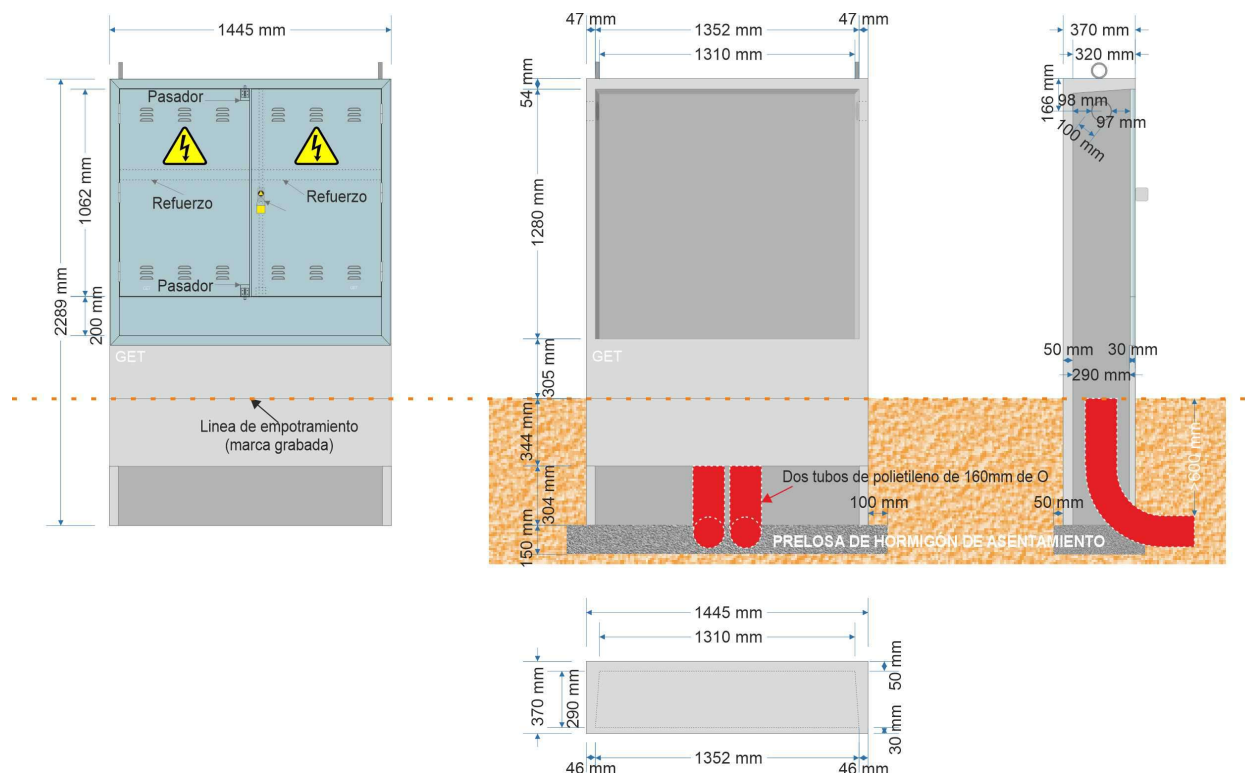 1445 mm
Pasador
Refuerzo
Refuerzo
Pasador
1062 mm
200 mm
2289 mm
GET
Linea de empotramiento
(marca grabada)
47 mm
1352 mm
47 mm
1310 mm
54 mm
1280 mm
GET
305 mm
344 mm
304 mm
150 mm
Dos tubos de polietileno de 160mm de O
100 mm
PRELOSA DE HORMIGÓN DE ASENTAMIENTO
370 mm
320 mm
166 mm
98 mm
97 mm
100 mm
50 mm
30 mm
290 mm
600 mm
50 mm
1445 mm
1310 mm
370 mm
290 mm
50 mm
30 mm
1352 mm
46 mm
46 mm